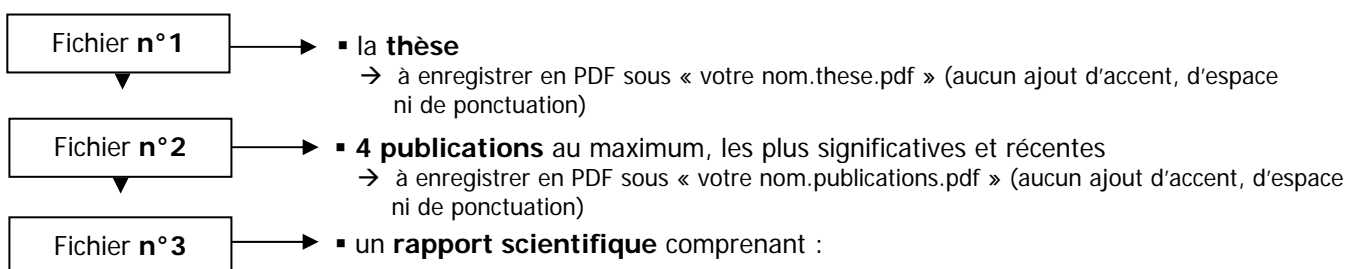 Fichier n°1
▪ la thèse
→ à enregistrer en PDF sous « votre nom.these.pdf » (aucun ajout d’accent, d’espace
ni de ponctuation)
Fichier n°2
▪ 4 publications au maximum, les plus significatives et récentes
→ à enregistrer en PDF sous « votre nom.publications.pdf » (aucun ajout d’accent, d’espace
ni de ponctuation)
Fichier n°3
▪ un rapport scientifique comprenant :